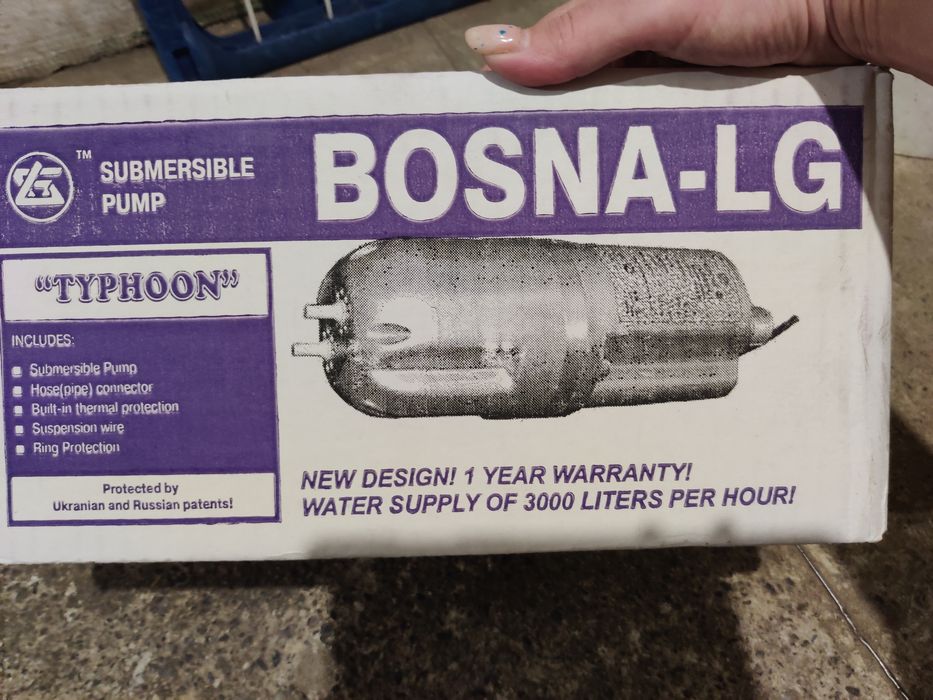 TM
SUBMERSIBLE
PUMP
BOSNA-LG
"TYPHOON"
INCLUDES:
Submersible Pump
Hose(pipe) connector
Built-in thermal protection
Suspension wire
Ring Protection
Protected by
Ukranian and Russian patents!
NEW DESIGN! 1 YEAR WARRANTY!
WATER SUPPLY OF 3000 LITERS PER HOUR!